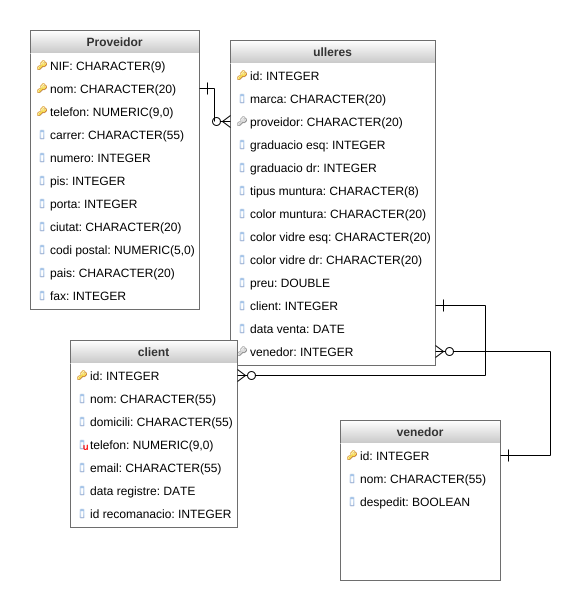 Proveidor
NIF: CHARACTER(9)
nom: CHARACTER(20)
telefon: NUMERIC(9,0)
carrer: CHARACTER(55)
numero: INTEGER
pis: INTEGER
porta: INTEGER
ciutat: CHARACTER(20)
codi postal: NUMERIC(5,0)
pais: CHARACTER(20)
fax: INTEGER
ulleres
id: INTEGER
marca: CHARACTER(20)
proveidor: CHARACTER(20)
graduacio esq: INTEGER
graduacio dr: INTEGER
tipus muntura: CHARACTER(8)
color muntura: CHARACTER(20)
color vidre esq: CHARACTER(20)
color vidre dr: CHARACTER(20)
preu: DOUBLE
client: INTEGER
data venta: DATE
venedor: INTEGER
client
id: INTEGER
nom: CHARACTER(55)
domicili: CHARACTER(55)
u telefon: NUMERIC(9,0)
email: CHARACTER(55)
data registre: DATE
id recomanacio: INTEGER
venedor
id: INTEGER
nom: CHARACTER(55)
despedit: BOOLEAN